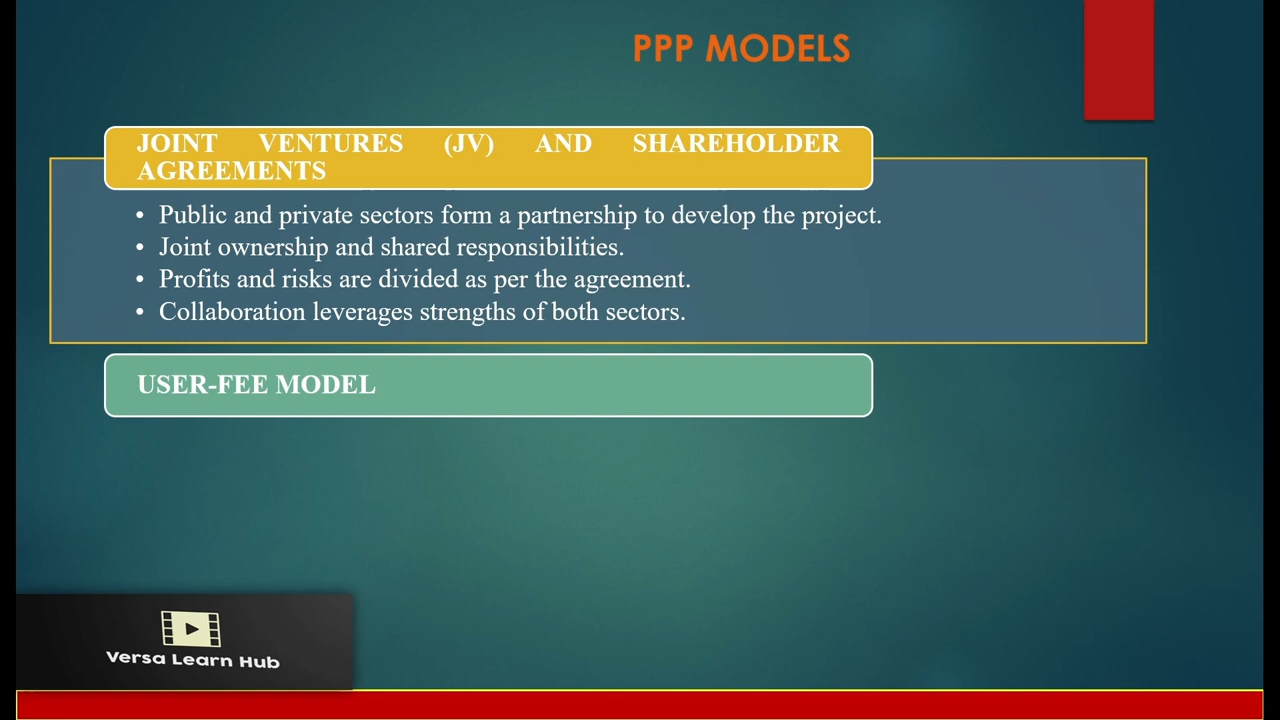 PPP MODELS
JOINT VENTURES (JV) AND SHAREHOLDER
AGREEMENTS
• Public and private sectors form a partnership to develop the project.
• Joint ownership and shared responsibilities.
• Profits and risks are divided as per the agreement.
• Collaboration leverages strengths of both sectors.
USER-FEE MODEL
Versa Learn Hub